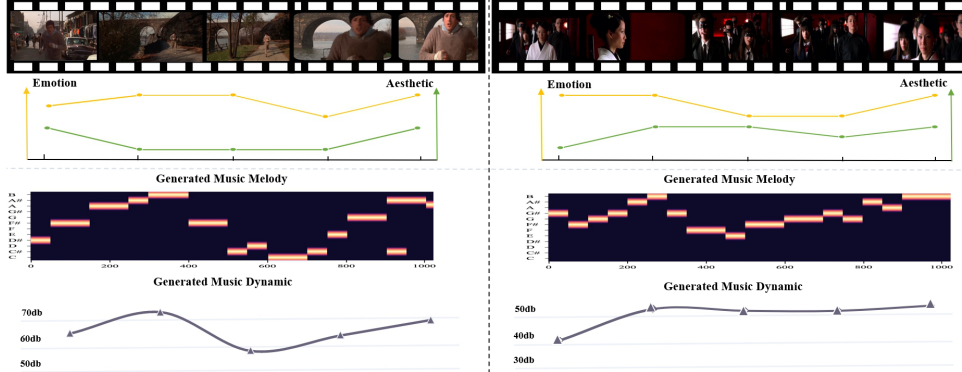 Emotion
Aesthetic
Generated Music Melody
B
A#
A
G#
G
F#
F
E
D#
D
C#
C
0
200
400
600
800
1000
Generated Music Dynamic
70db
60db
50db
Emotion
Aesthetic
Generated Music Melody
B
A#
A
G#
G
F#
F
E
D#
D
C#
C
0
200
400
600
800
1000
Generated Music Dynamic
50db
40db
30db